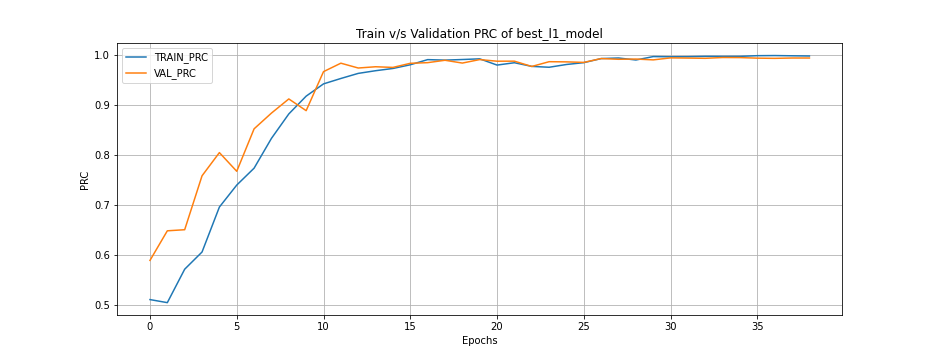 Train v/s Validation PRC of best_l1_model
TRAIN_PRC
VAL_PRC
1.0
0.9
0.8
0.7
0.6
0.5
PRC
0 5 10 15 20 25 30 35
Epochs